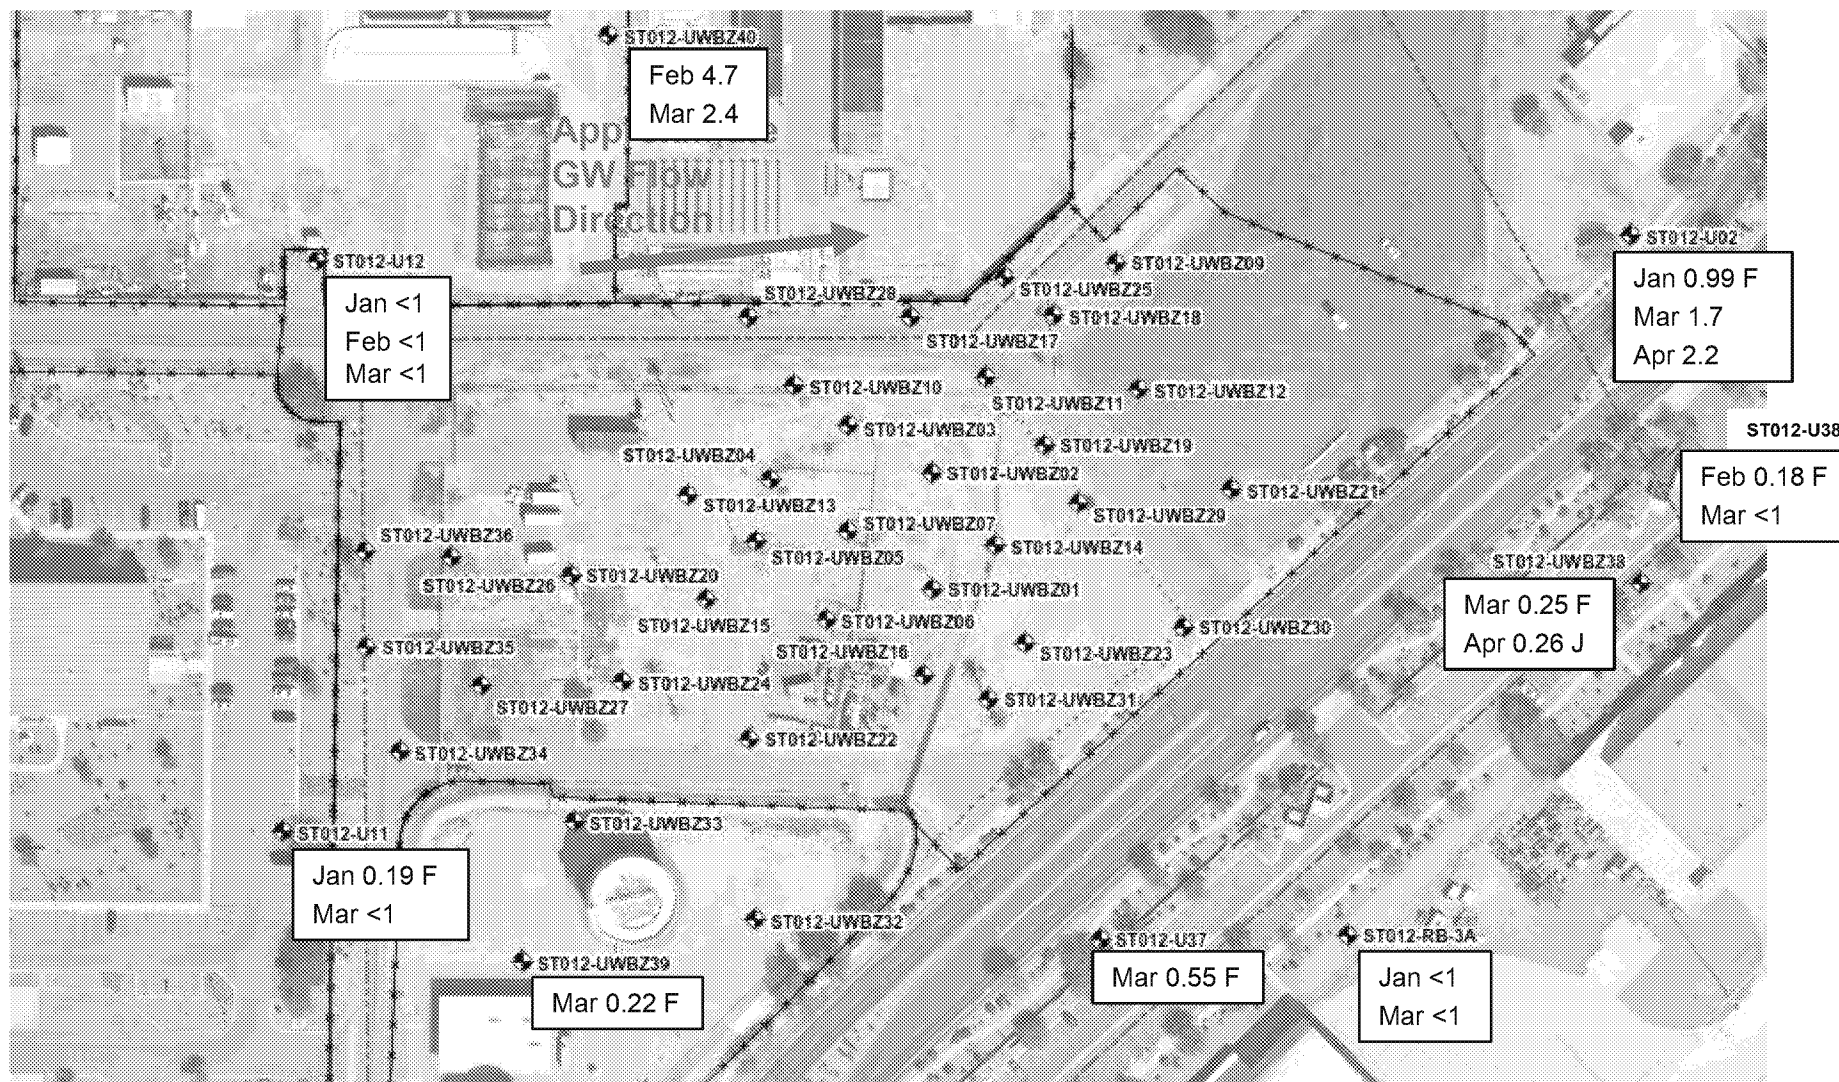 ST012-UWBZ40
Feb 4.7
Mar 2.4
GW Flow
Direction
ST012-U12
Jan <1
Feb <1
Mar <1
ST012-U02
Jan 0.99 F
Mar 1.7
Apr 2.2
ST012-UWBZ09
ST012-UWBZ25
ST012-UWBZ28
ST012-UWBZ18
ST012-UWBZ17
ST012-UWBZ10
ST012-UWBZ12
ST012-UWBZ11
ST012-UWBZ03
ST012-U38
Feb 0.18 F
Mar <1
ST012-UWBZ19
ST012-UWBZ04
ST012-UWBZ02
ST012-UWBZ21
ST012-UWBZ13
ST012-UWBZ29
ST012-UWBZ07
ST012-UWBZ36
ST012-UWBZ14
ST012-UWBZ05
ST012-UWBZ38
Mar 0.25 F
Apr 0.26 J
ST012-UWBZ26
ST012-UWBZ20
ST012-UWBZ01
ST012-UWBZ15
ST012-UWBZ06
ST012-UWBZ30
ST012-UWBZ35
ST012-UWBZ16
ST012-UWBZ23
ST012-UWBZ24
ST012-UWBZ31
ST012-UWBZ27
ST012-UWBZ22
ST012-UWBZ34
ST012-UWBZ33
ST012-U11
Jan 0.19 F
Mar <1
ST012-UWBZ32
ST012-U37
Mar 0.55 F
ST012-RB-3A
Jan <1
Mar <1
ST012-UWBZ39
Mar 0.22 F